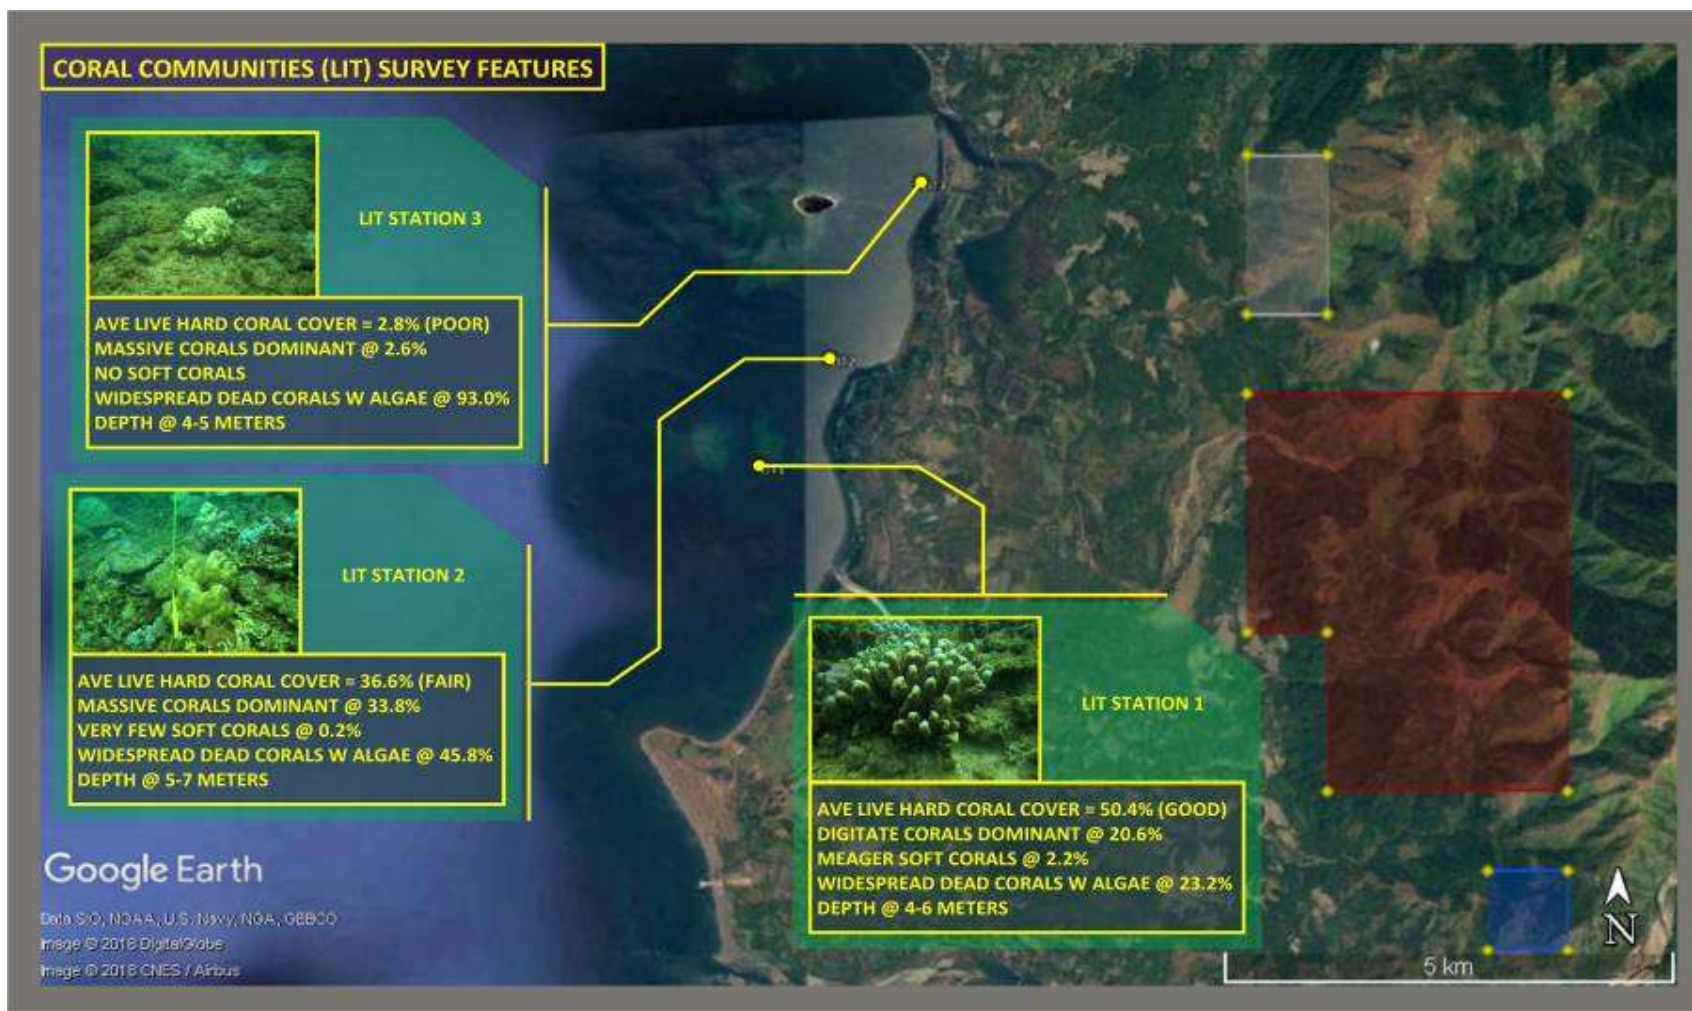 CORAL COMMUNITIES (LIT) SURVEY FEATURES
LIT STATION 3
AVE LIVE HARD CORAL COVER = 2.8% (POOR)
MASSIVE CORALS DOMINANT @ 2.6%
NO SOFT CORALS
WIDESPREAD DEAD CORALS W ALGAE @ 93.0%
DEPTH @ 4-5 METERS
LIT STATION 2
AVE LIVE HARD CORAL COVER = 36.6% (FAIR)
MASSIVE CORALS DOMINANT @ 33.8%
VERY FEW SOFT CORALS @ 0.2%
WIDESPREAD DEAD CORALS W ALGAE @ 45.8%
DEPTH @ 5-7 METERS
LIT STATION 1
AVE LIVE HARD CORAL COVER = 50.4% (GOOD)
DIGITATE CORALS DOMINANT @ 20.6%
MEAGER SOFT CORALS @ 2.2%
WIDESPREAD DEAD CORALS W ALGAE @ 23.2%
DEPTH @ 4-6 METERS
Google Earth
Data SIO, NOAA, U.S. Navy, NGA, GEBCO
Image © 2018 DigitalGlobe
Image © 2018 CNES / Airbus
N
5 km